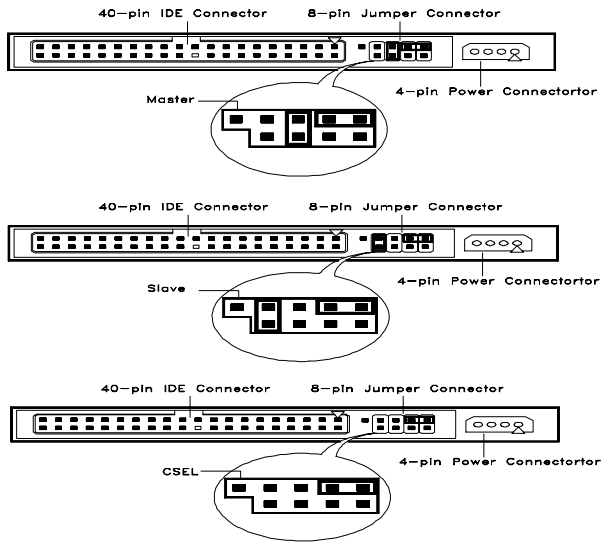 40-pin IDE Connector 8-pin Jumper Connector
4-pin Power Connectortor
Master
40-pin IDE Connector 8-pin Jumper Connector
4-pin Power Connectortor
Slave
40-pin IDE Connector 8-pin Jumper Connector
4-pin Power Connectortor
CSEL